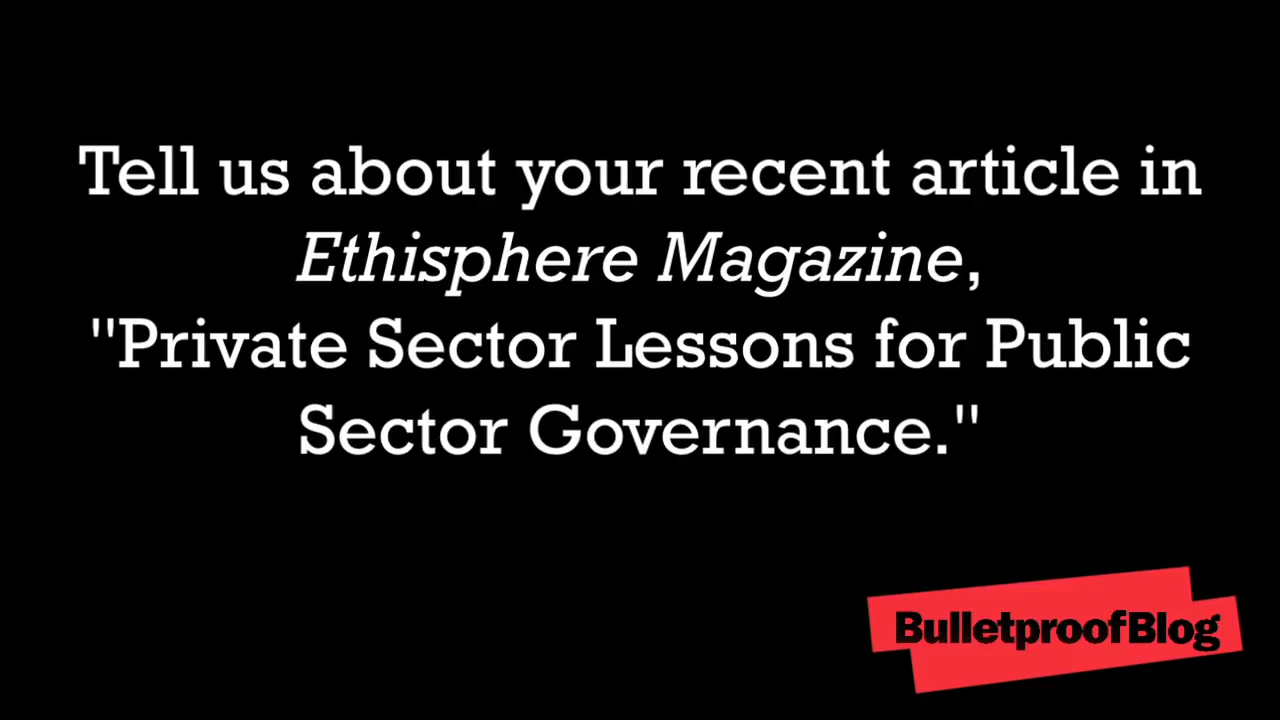 Tell us about your recent article in
Ethisphere Magazine,
"Private Sector Lessons for Public
Sector Governance."
BulletproofBlog